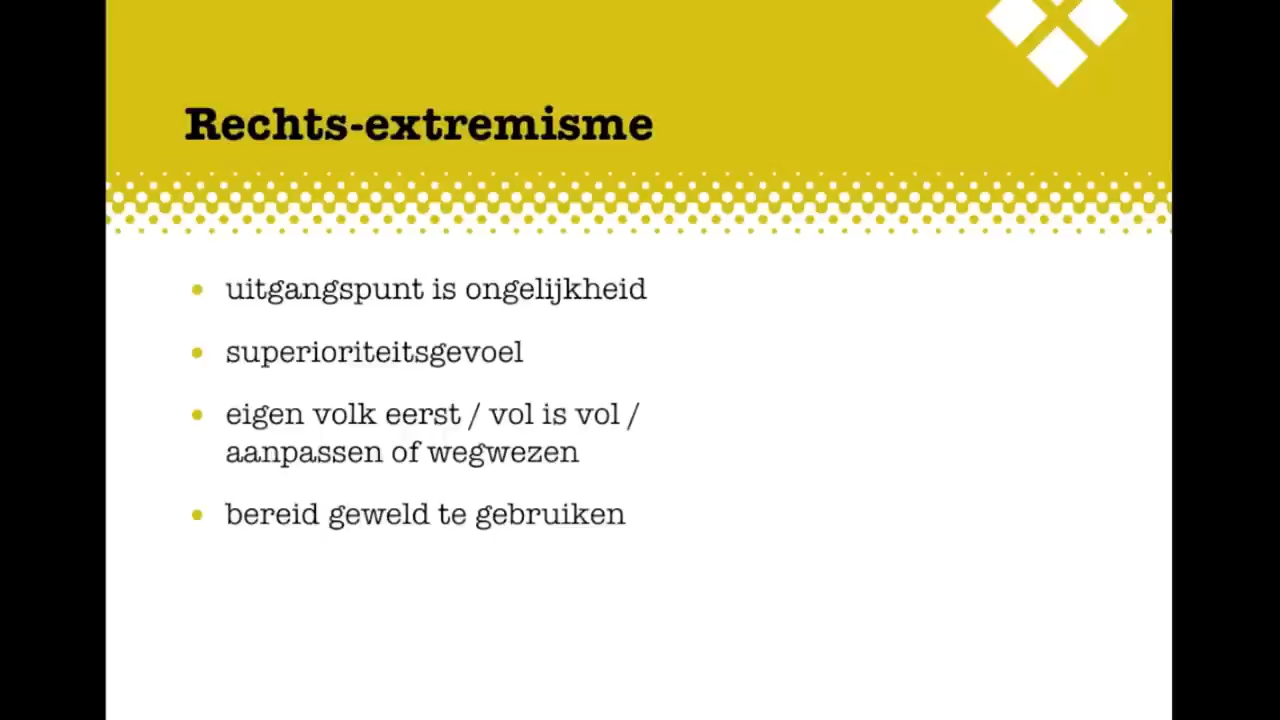 Rechts-extremisme
uitgangspunt is ongelijkheid
superioriteitsgevoel
eigen volk eerst / vol is vol /
aanpassen of wegwezen
bereid geweld te gebruiken